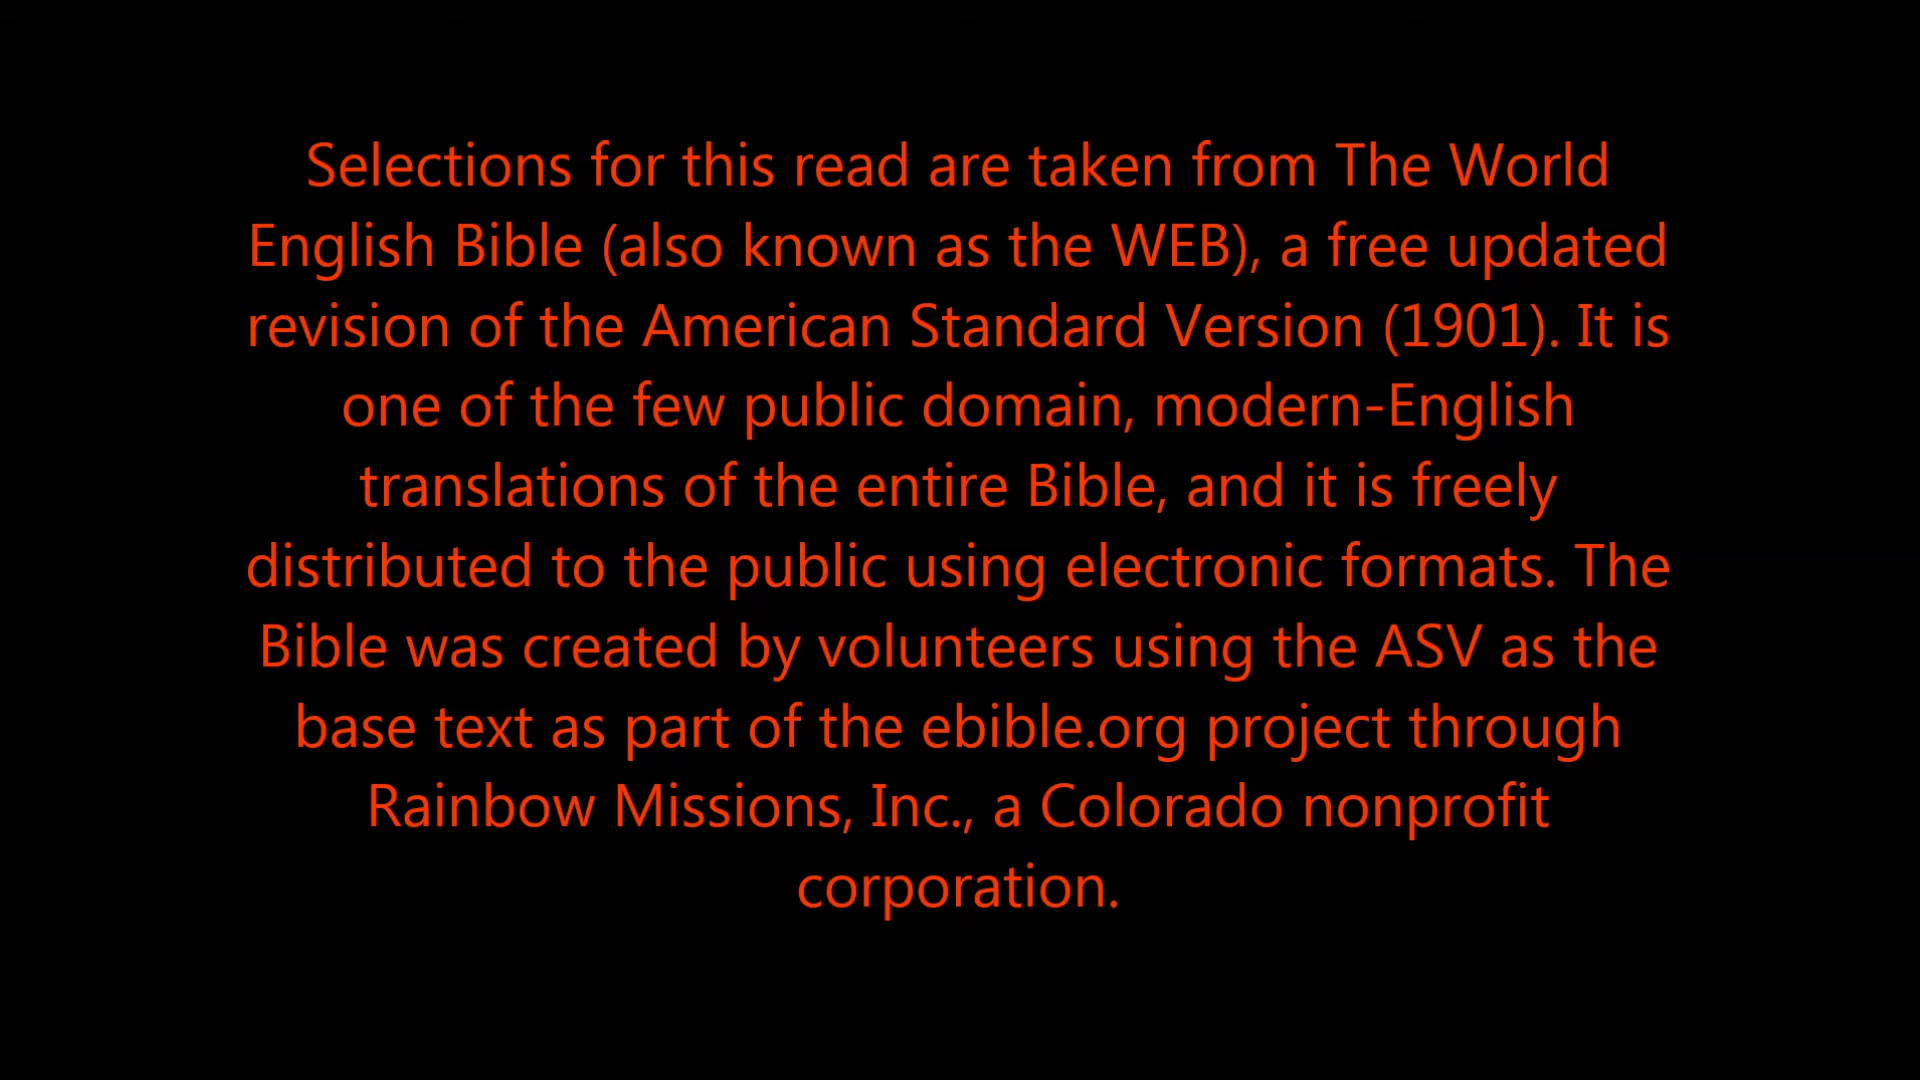 Selections for this read are taken from The World
English Bible (also known as the WEB), a free updated
revision of the American Standard Version (1901). It is
one of the few public domain, modern-English
translations of the entire Bible, and it is freely
distributed to the public using electronic formats. The
Bible was created by volunteers using the ASV as the
base text as part of the ebible.org project through
Rainbow Missions, Inc., a Colorado nonprofit
corporation.